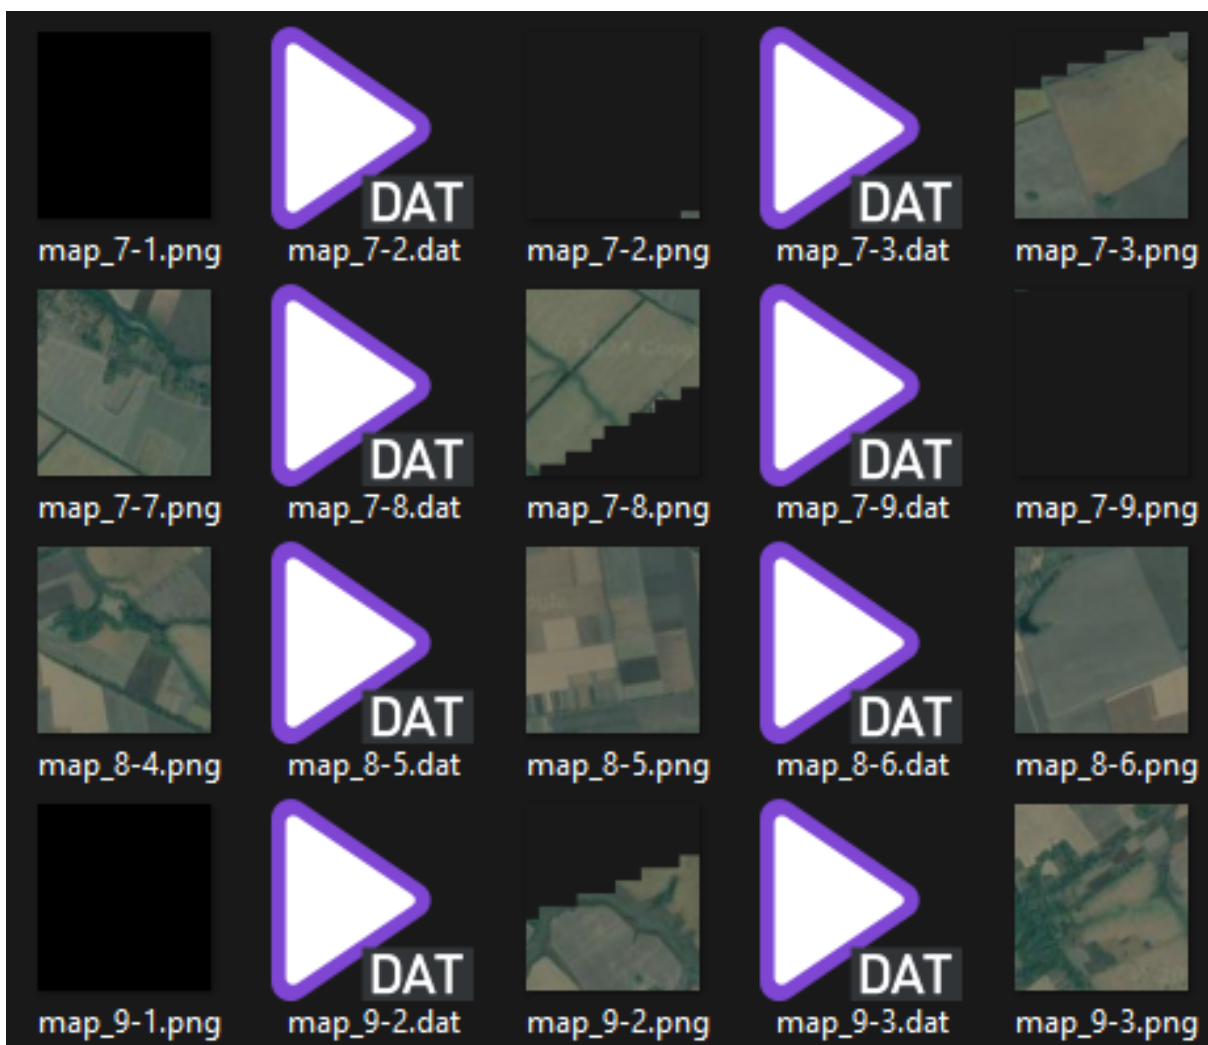 DAT
DAT
map_7-1.png map_7-2.dat map_7-2.png map_7-3.dat map_7-3.png
DAT
DAT
map_7-7.png map_7-8.dat map_7-8.png map_7-9.dat map_7-9.png
DAT
DAT
map_8-4.png map_8-5.dat map_8-5.png map_8-6.dat map_8-6.png
DAT
DAT
map_9-1.png map_9-2.dat map_9-2.png map_9-3.dat map_9-3.png